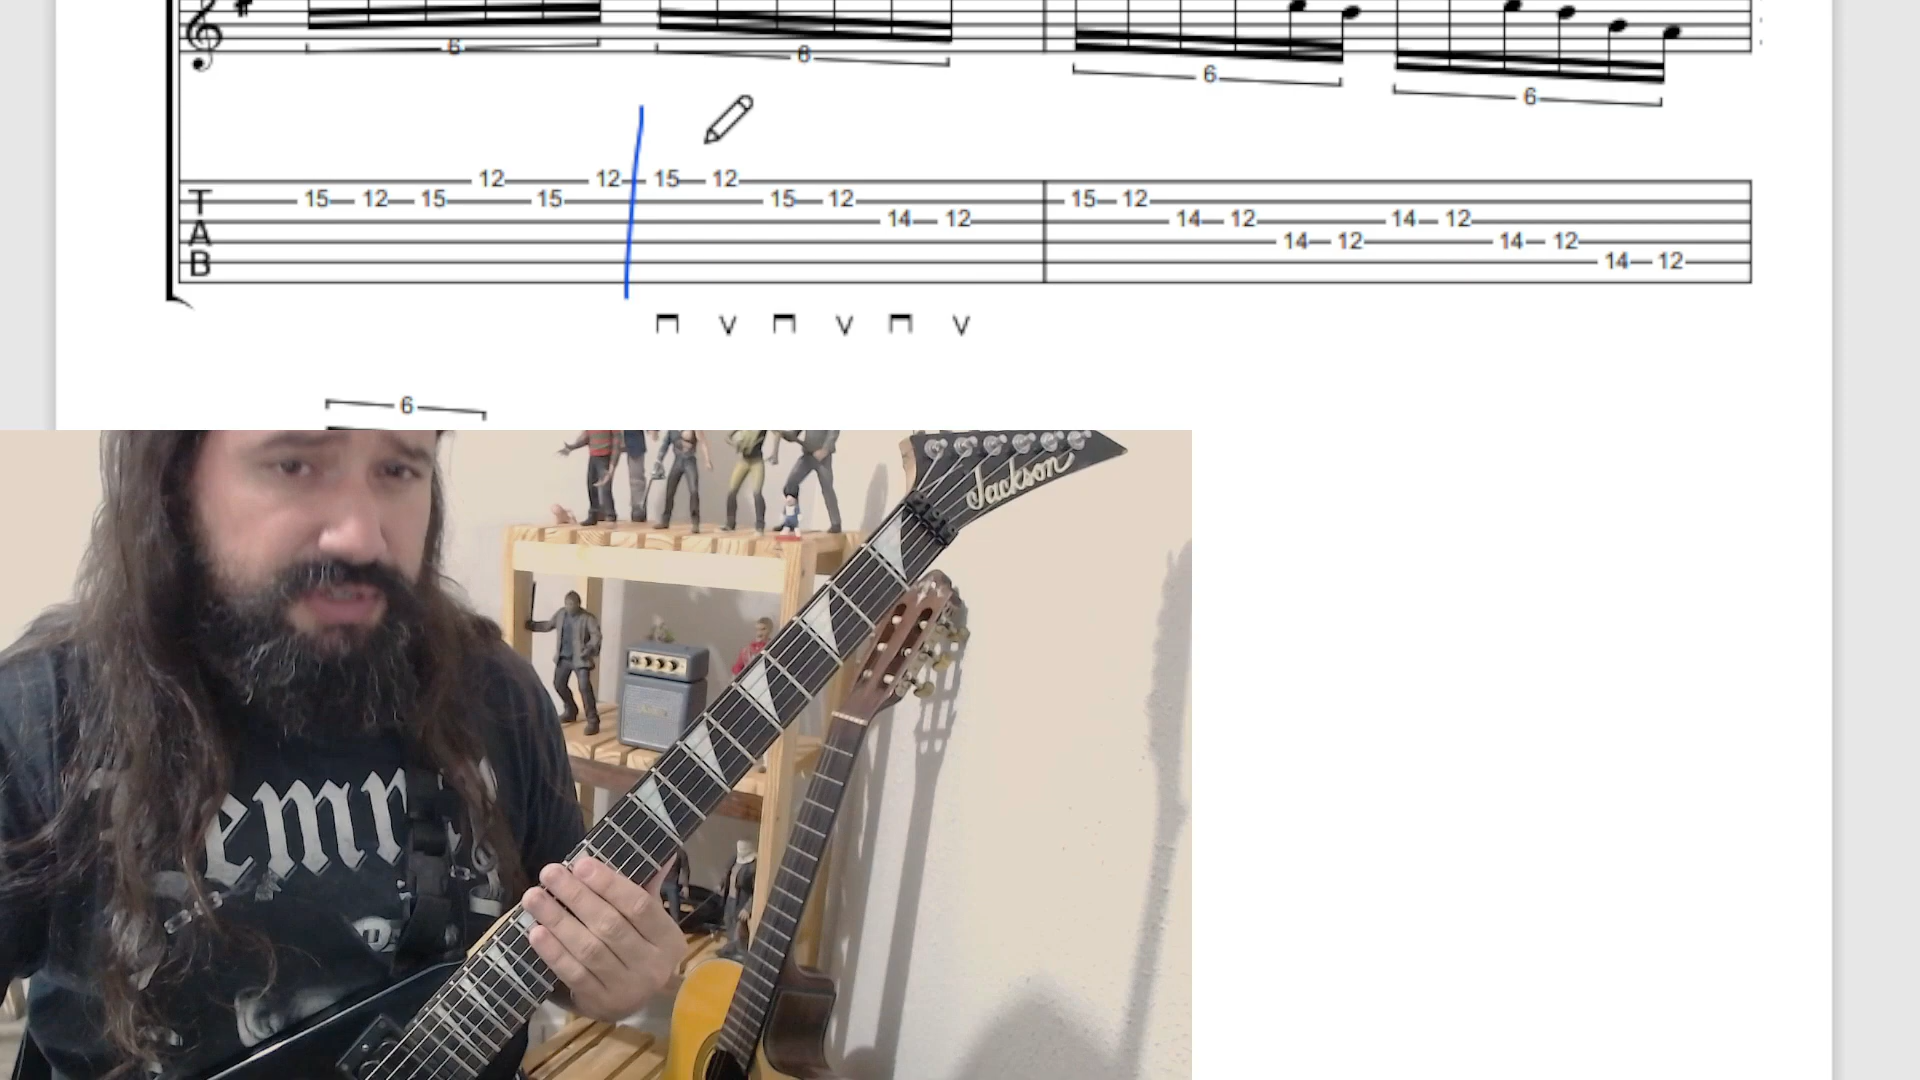 6 6 6 6
T A B
12 12 15 12
15 12 15 15 15 12 15 12
14 12 14 12 14 12
14 12 14 12
14 12
6
Jackson